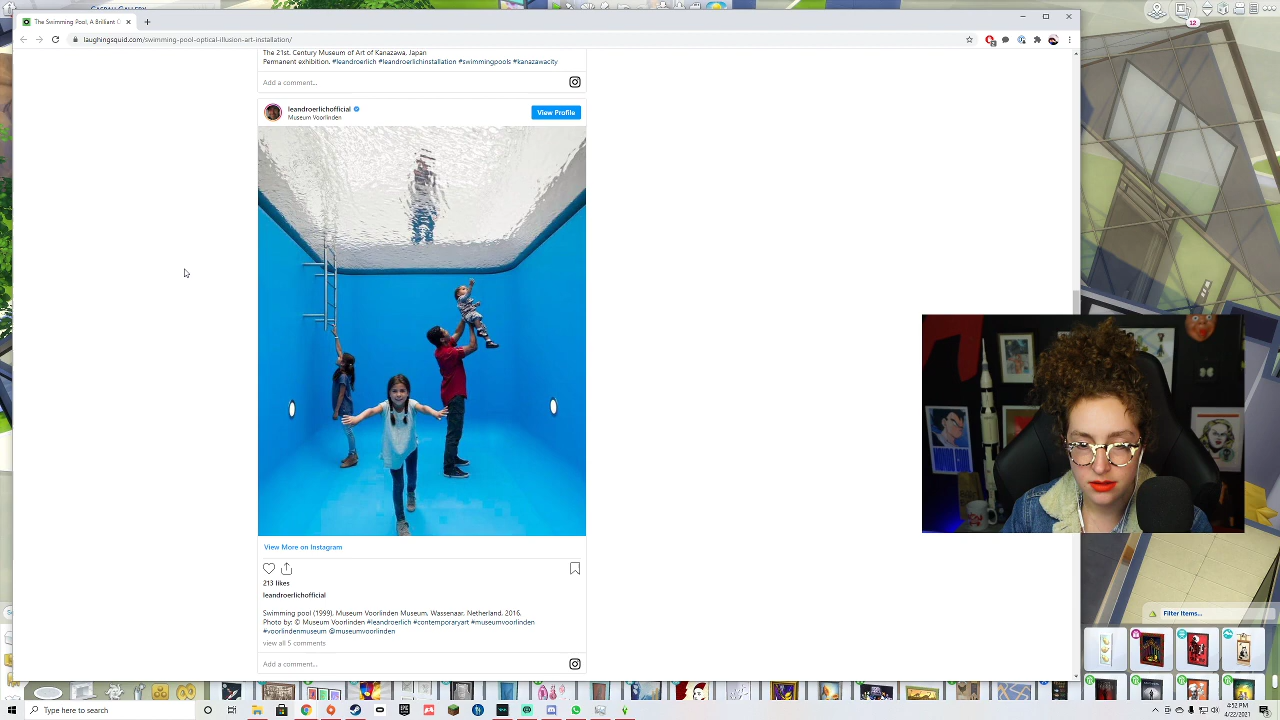 The Swimming Pool, A Brilliant O
laughingsquid.com/swimming-pool-optical-illusion-art-installation/
12
The 21st. Century Museum of Art of Kanazawa, Japan
Permanent exhibition. #leandroerlich #leandroerlichinstallation #swimmingpools #kanazawacity
Add a comment...
leandroerlichofficial
Museum Voorlinden
View Profile
View More on Instagram
213 likes
leandroerlichofficial
Swimming pool (1999). Museum Voorlinden Museum. Wassenaar, Netherland, 2016.
Photo by: © Museum Voorlinden #leandroerlich #contemporaryart #museumvoorlinden
#voorlindenmuseum @museumvoorlinden
view all 5 comments
Add a comment...
Filter Items...
Type here to search
4:52 PM
4/22/2021